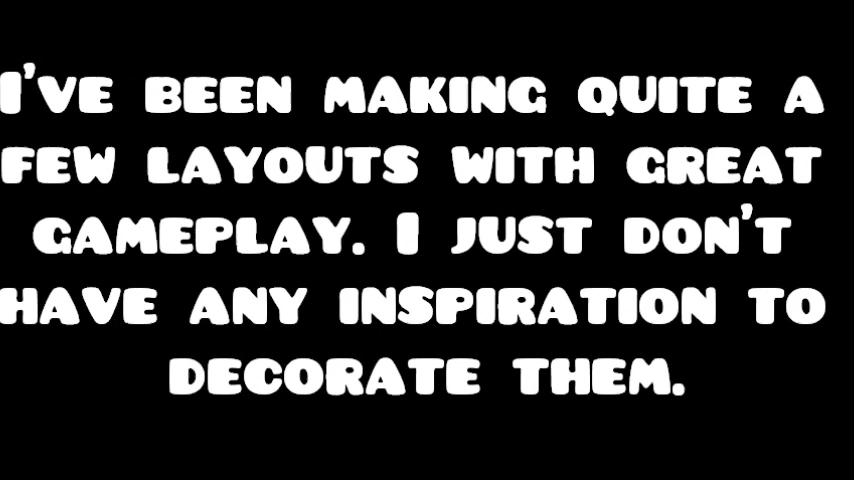 I've been making quite a
few layouts with great
gameplay. I just don't
have any inspiration to
decorate them.